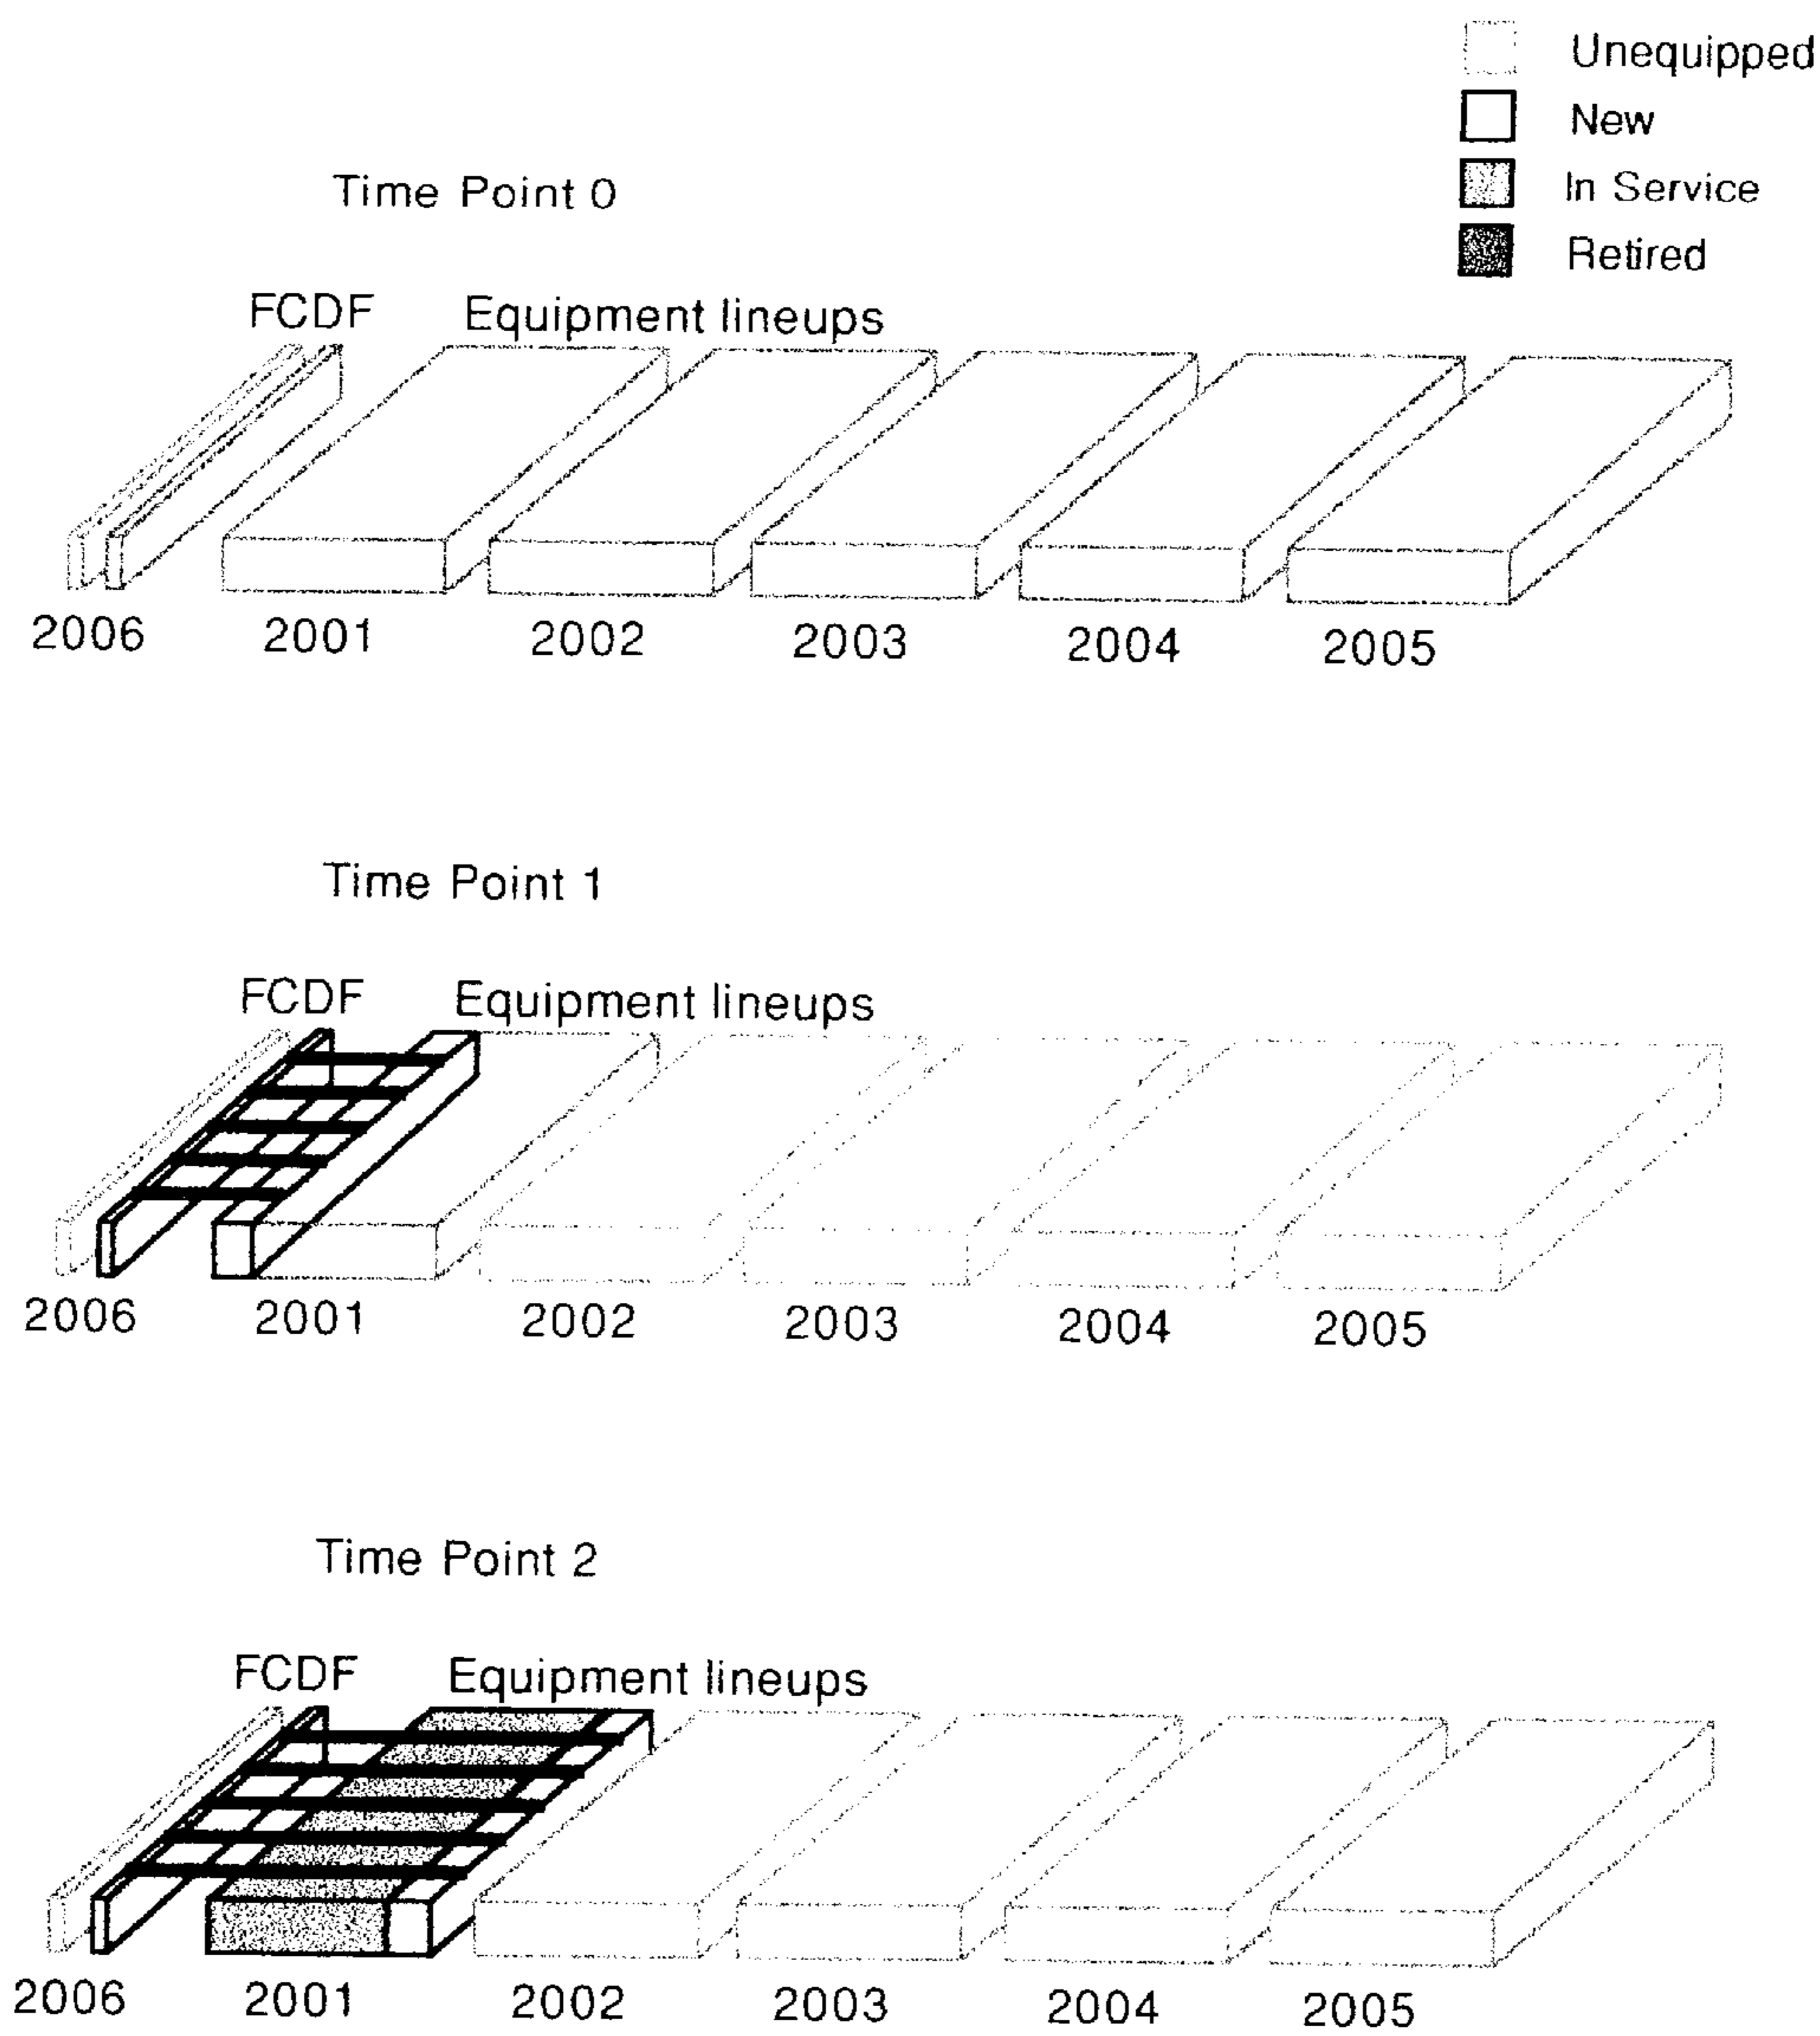 Unequipped
New
In Service
Retired
Time Point 0
FCDF Equipment lineups
2006 2001 2002 2003 2004 2005
Time Point 1
FCDF Equipment lineups
2006 2001 2002 2003 2004 2005
Time Point 2
FCDF Equipment lineups
2006 2001 2002 2003 2004 2005